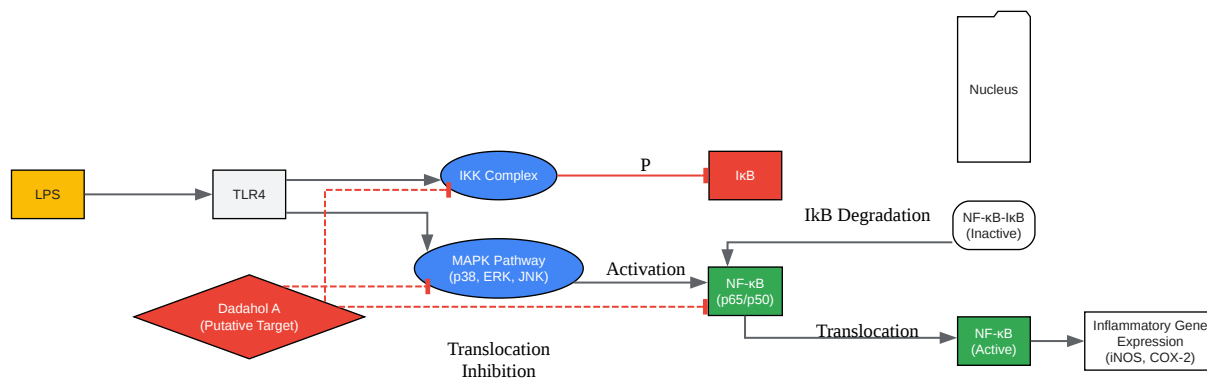 Nucleus
P
IKK Complex
IκB
LPS
TLR4
IkB Degradation
NF-κB-IκB
(Inactive)
MAPK Pathway
(p38, ERK, JNK)
Activation
NF-κB
(p65/p50)
Dadahol A
(Putative Target)
Translocation
NF-κB
(Active)
Inflammatory Gene
Expression
(iNOS, COX-2)
Translocation
Inhibition